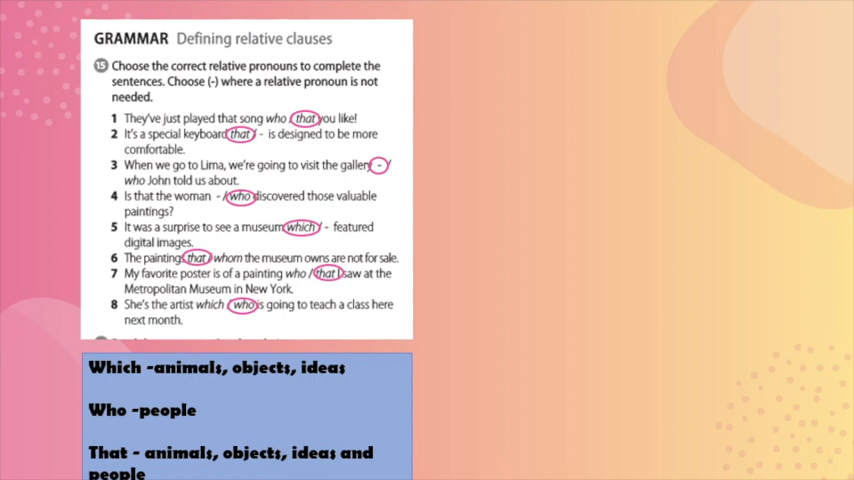 GRAMMAR Defining relative clauses
15 Choose the correct relative pronouns to complete the
sentences. Choose (-) where a relative pronoun is not
needed.
1 They've just played that song who / that you like!
2 It's a special keyboard that / - is designed to be more
comfortable.
3 When we go to Lima, we're going to visit the gallery - /
who John told us about.
4 Is that the woman - / who discovered those valuable
paintings?
5 It was a surprise to see a museum which / - featured
digital images.
6 The paintings that / whom the museum owns are not for sale.
7 My favorite poster is of a painting who / that I saw at the
Metropolitan Museum in New York.
8 She's the artist which / who is going to teach a class here
next month.
Which -animals, objects, ideas
Who -people
That - animals, objects, ideas and
people